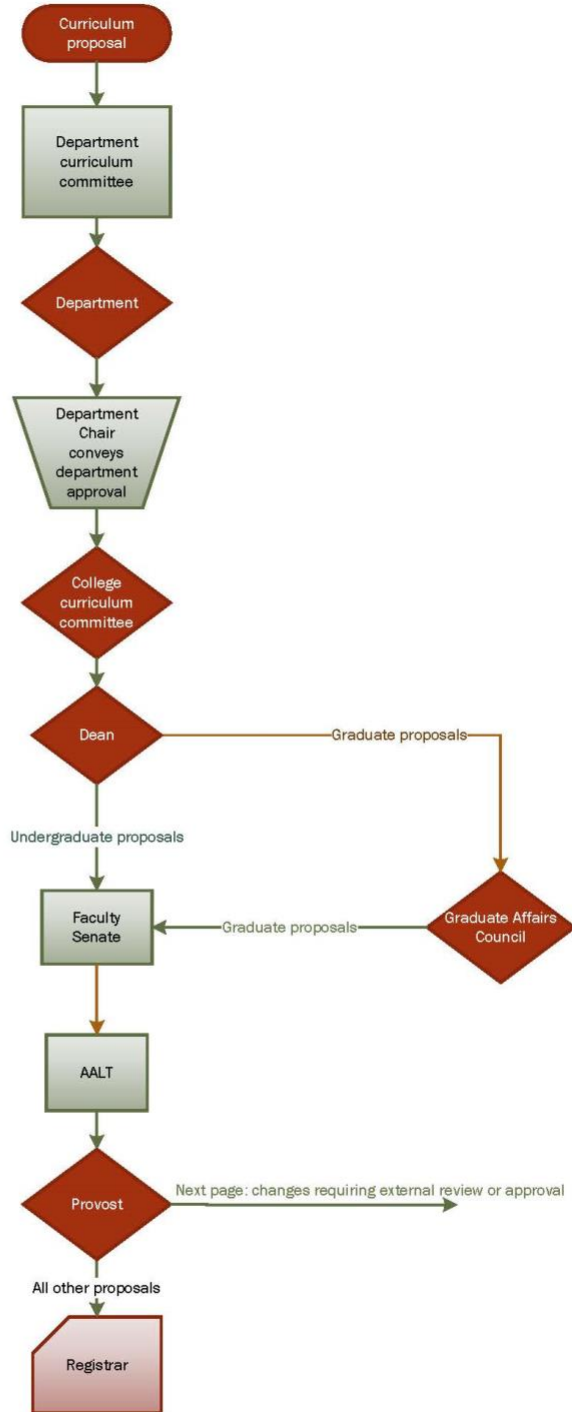 Curriculum
proposal
Department
curriculum
committee
Department
Department
Chair
conveys
department
approval
College
curriculum
committee
Dean
Graduate proposals
Undergraduate proposals
Faculty
Senate
Graduate proposals
Graduate Affairs
Council
AALT
Provost
Next page: changes requiring external review or approval
All other proposals
Registrar